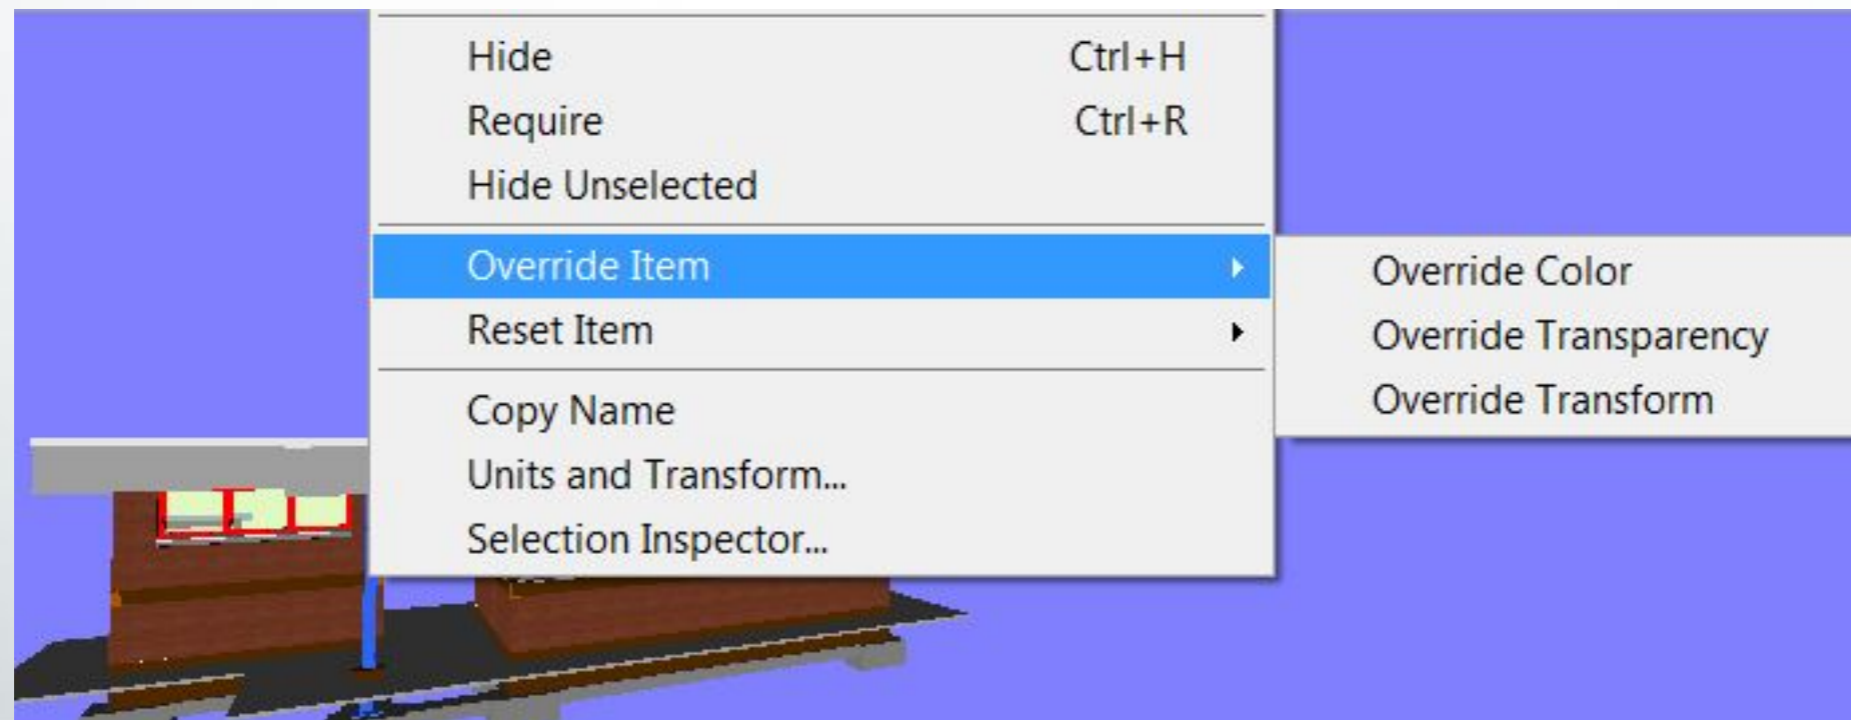 Hide Ctrl+H
Require Ctrl+R
Hide Unselected
Override Item
Reset Item
Copy Name
Units and Transform...
Selection Inspector...
Override Color
Override Transparency
Override Transform